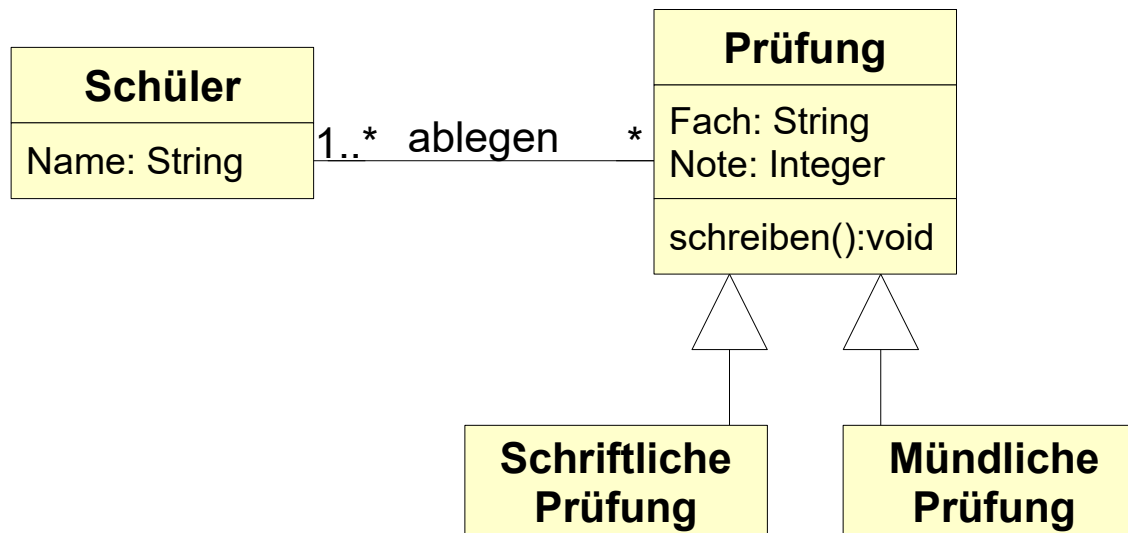 Schüler
Name: String
1..* ablegen *
Prüfung
Fach: String
Note: Integer
schreiben():void
Schriftliche
Prüfung
Mündliche
Prüfung